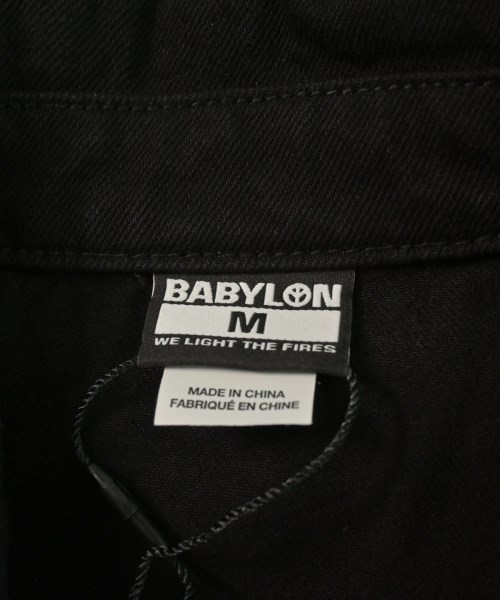 BABYLON
M
WE LIGHT THE FIRES
MADE IN CHINA
FABRIQUÉ EN CHINE